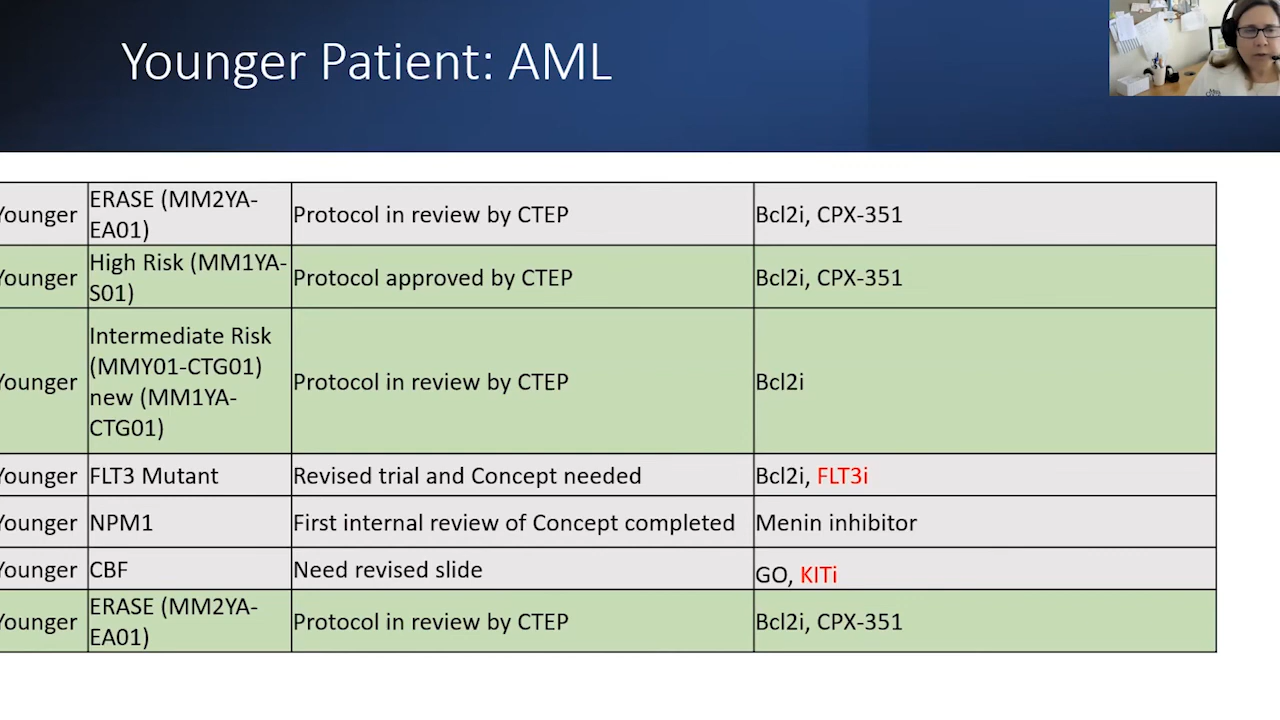 Younger Patient: AML
Younger
ERASE (MM2YA-
EA01)
Protocol in review by CTEP
Bcl2i, CPX-351
Younger
High Risk (MM1YA-
S01)
Protocol approved by CTEP
Bcl2i, CPX-351
Younger
Intermediate Risk
(MMY01-CTG01)
new (MM1YA-
CTG01)
Protocol in review by CTEP
Bcl2i
Younger
FLT3 Mutant
Revised trial and Concept needed
Bcl2i, FLT3i
Younger
NPM1
First internal review of Concept completed
Menin inhibitor
Younger
CBF
Need revised slide
GO, KITi
Younger
ERASE (MM2YA-
EA01)
Protocol in review by CTEP
Bcl2i, CPX-351